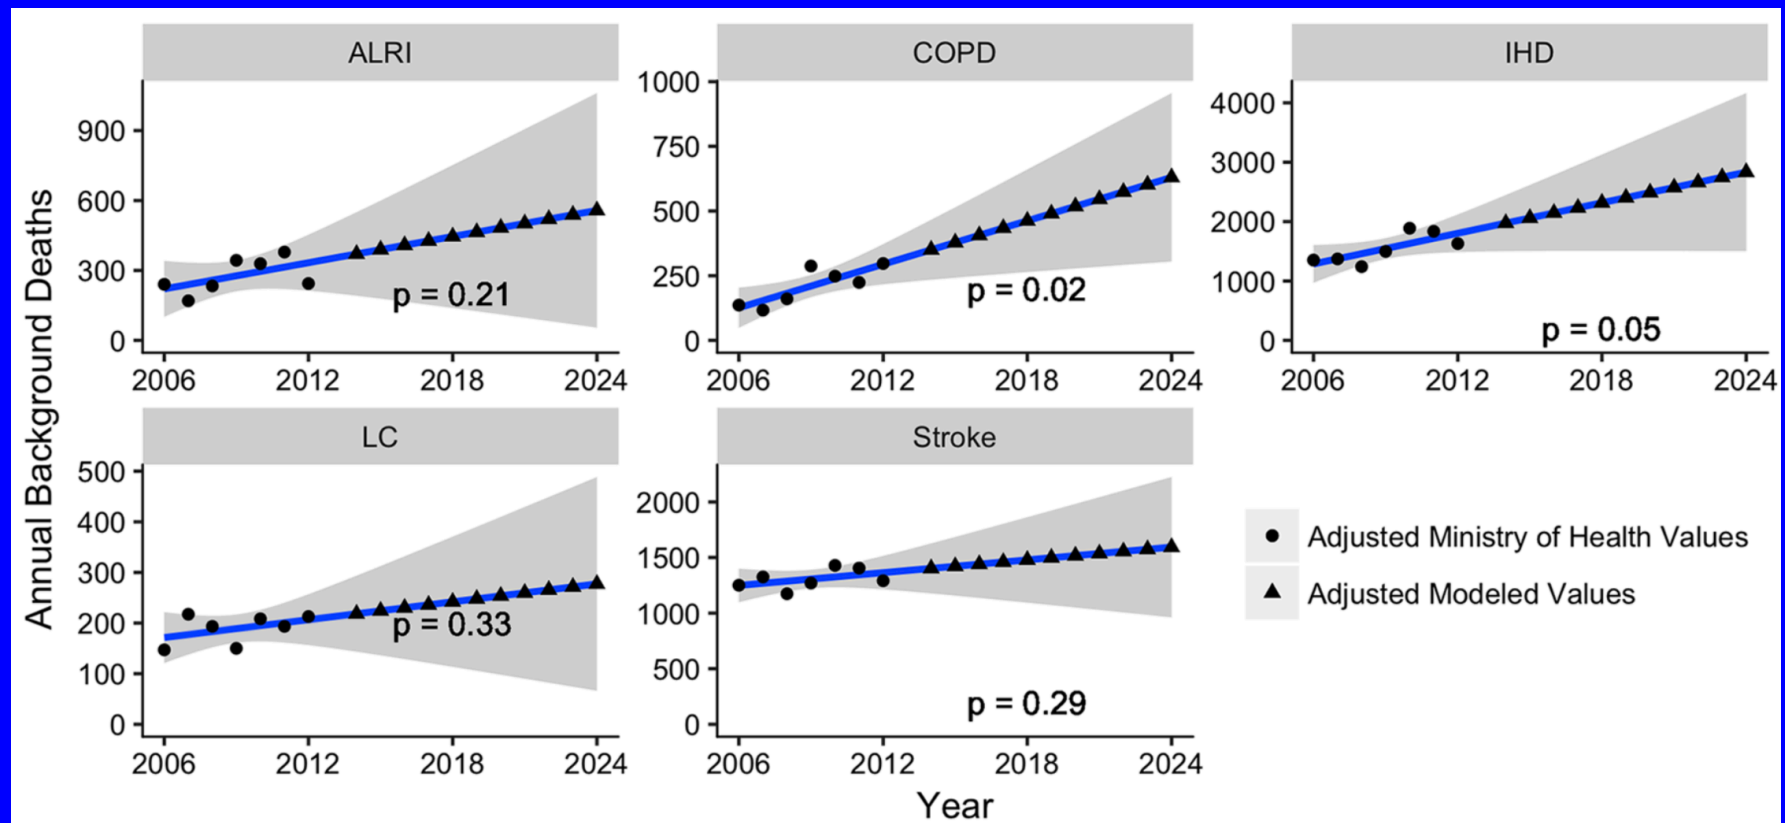 ALRI
COPD
IHD
Annual Background Deaths
900
600
300
0
p = 0.21
2006 2012 2018 2024
1000
750
500
250
0
p = 0.02
2006 2012 2018 2024
4000
3000
2000
1000
0
p = 0.05
2006 2012 2018 2024
LC
Stroke
500
400
300
200
100
0
p = 0.33
2006 2012 2018 2024
2000
1500
1000
500
0
p = 0.29
2006 2012 2018 2024
Adjusted Ministry of Health Values
Adjusted Modeled Values
Year